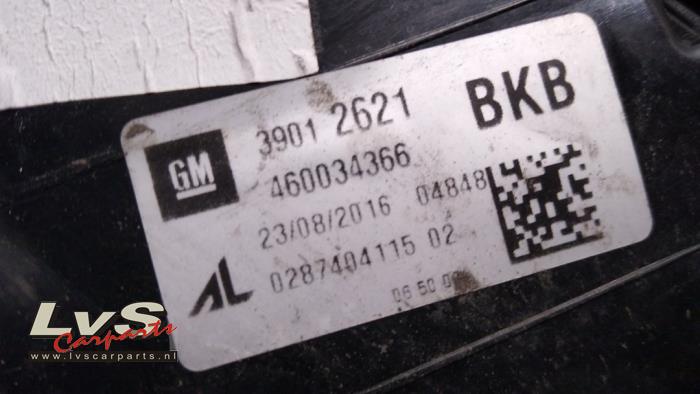 GM
3901 2621 BKB
460034366
23/08/2016 04848
AL
0287404115 02
LvS
Carparts
www.lvscarparts.nl